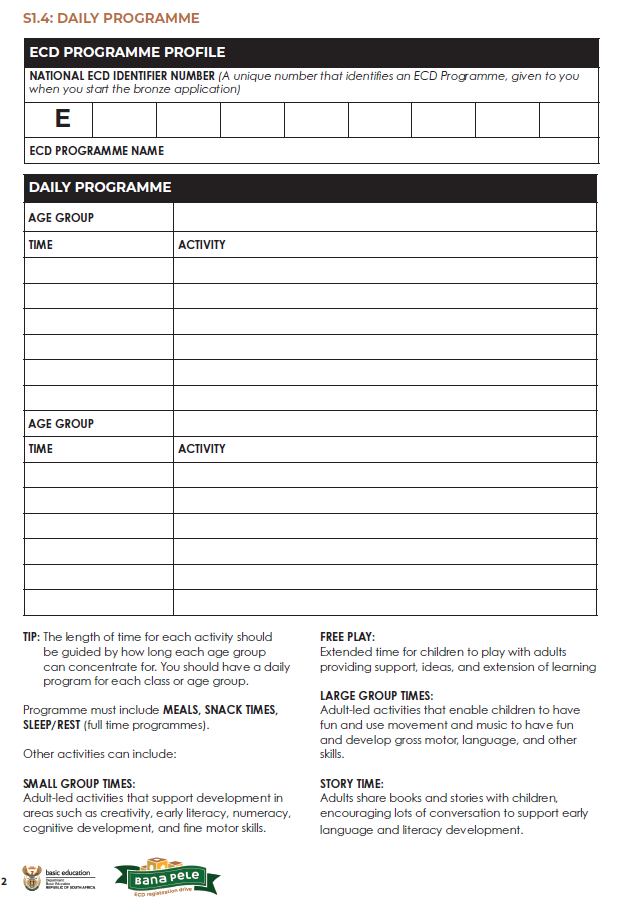 S1.4: DAILY PROGRAMME
ECD PROGRAMME PROFILE
NATIONAL ECD IDENTIFIER NUMBER (A unique number that identifies an ECD Programme, given to you
when you start the bronze application)
E
ECD PROGRAMME NAME
DAILY PROGRAMME
AGE GROUP
TIME ACTIVITY
AGE GROUP
TIME ACTIVITY
TIP: The length of time for each activity should
be guided by how long each age group
can concentrate for. You should have a daily
program for each class or age group.
Programme must include MEALS, SNACK TIMES,
SLEEP/REST (full time programmes).
Other activities can include:
SMALL GROUP TIMES:
Adult-led activities that support development in
areas such as creativity, early literacy, numeracy,
cognitive development, and fine motor skills.
FREE PLAY:
Extended time for children to play with adults
providing support, ideas, and extension of learning
LARGE GROUP TIMES:
Adult-led activities that enable children to have
fun and use movement and music to have fun
and develop gross motor, language, and other
skills.
STORY TIME:
Adults share books and stories with children,
encouraging lots of conversation to support early
language and literacy development.
2
basic education
Department:
Basic Education
REPUBLIC OF SOUTH AFRICA
BANA PELE
ECD registration drive